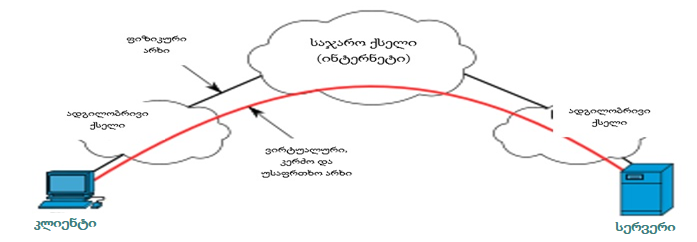 ფიზიკური
არხი
საჯარო ქსელი
(ინტერნეტი)
ადგილობრივი
ქსელი
ადგილობრივი
ქსელი
ვირტუალური,
კერძო და
უსაფრთხო არხი
კლიენტი
სერვერი